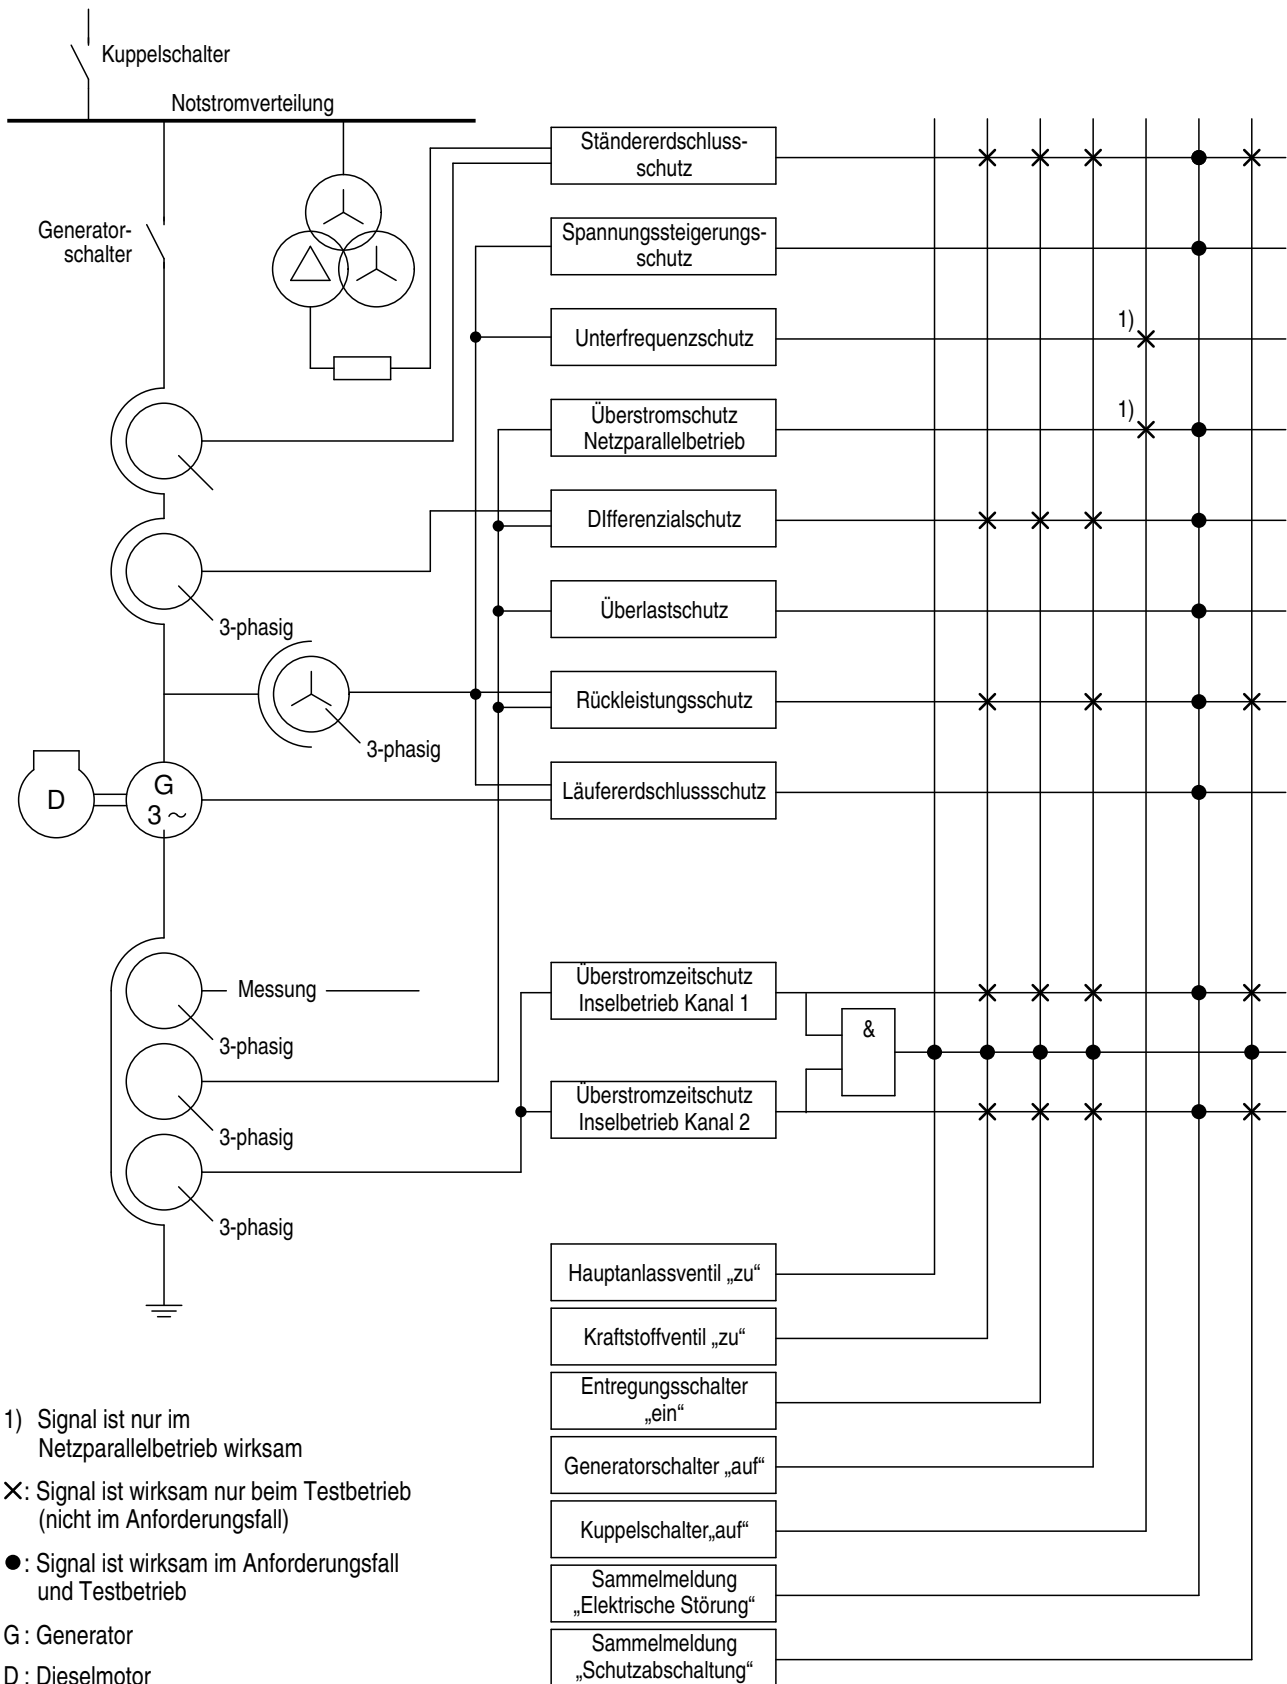 Kuppelschalter
Notstromverteilung
Ständererdschluss-
schutz
Generator-
schalter
Spannungssteigerungs-
schutz
Unterfrequenzschutz
1)
Überstromschutz
Netzparallelbetrieb
1)
DIfferenzialschutz
3-phasig
Überlastschutz
Rückleistungsschutz
3-phasig
D
G
3 ~
Läufererdschlussschutz
Messung
3-phasig
Überstromzeitschutz
Inselbetrieb Kanal 1
&
Überstromzeitschutz
Inselbetrieb Kanal 2
3-phasig
3-phasig
Hauptanlassventil „zu“
Kraftstoffventil „zu“
Entregungsschalter
„ein“
Generatorschalter „auf“
Kuppelschalter„auf“
Sammelmeldung
„Elektrische Störung“
Sammelmeldung
„Schutzabschaltung“
1) Signal ist nur im
Netzparallelbetrieb wirksam
×: Signal ist wirksam nur beim Testbetrieb
(nicht im Anforderungsfall)
●: Signal ist wirksam im Anforderungsfall
und Testbetrieb
G : Generator
D : Dieselmotor